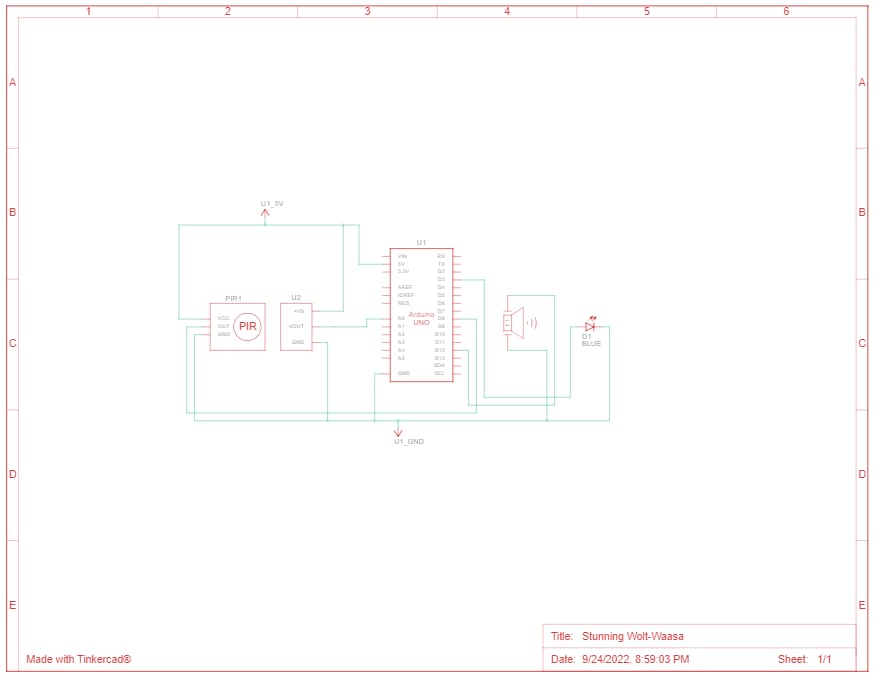 1 2 3 4 5 6
A A
B B
U1_5V
U1
VIN RX
5V TX
3.3V D2
D3
AREF D4
IOREF D5
RES D6
D7
A0 D8
A1 D9
A2 D10
A3 D11
A4 D12
A5 D13
SDA
GND SCL
Arduino
UNO
PIR1
VCC
OUT
GND
PIR
U2
+VS
VOUT
GND
C C
D1
BLUE
U1_GND
D D
E E
Title: Stunning Wolt-Waasa
Made with Tinkercad®
Date: 9/24/2022, 8:59:03 PM Sheet: 1/1